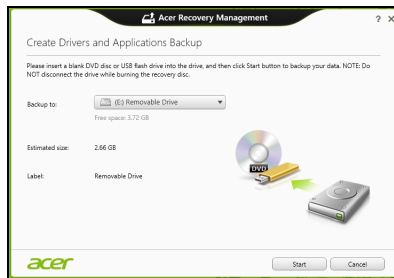 Acer Recovery Management
? X
Create Drivers and Applications Backup
Please insert a blank DVD disc or USB flash drive into the drive, and then click Start button to backup your data. NOTE: Do
NOT disconnect the drive while burning the recovery disc.
Backup to: (E:) Removable Drive
Free space: 3.72 GB
Estimated size: 2.66 GB
Label: Removable Drive
DVD
acer Start Cancel